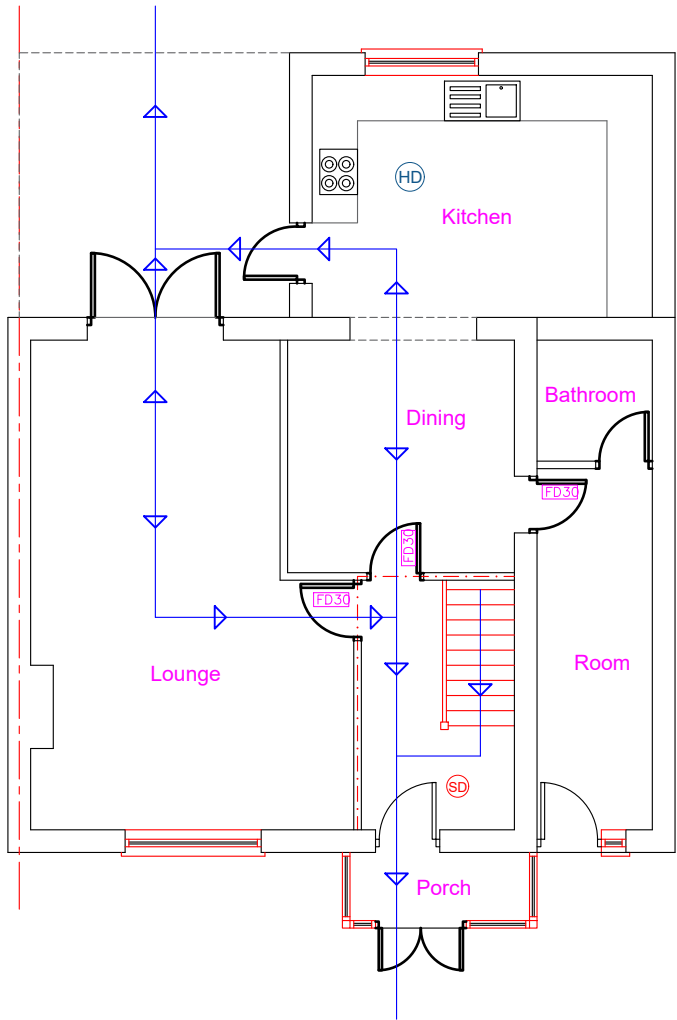 HD
Kitchen
Bathroom
Dining
FD30
FD30
FD30
Room
Lounge
SD
Porch